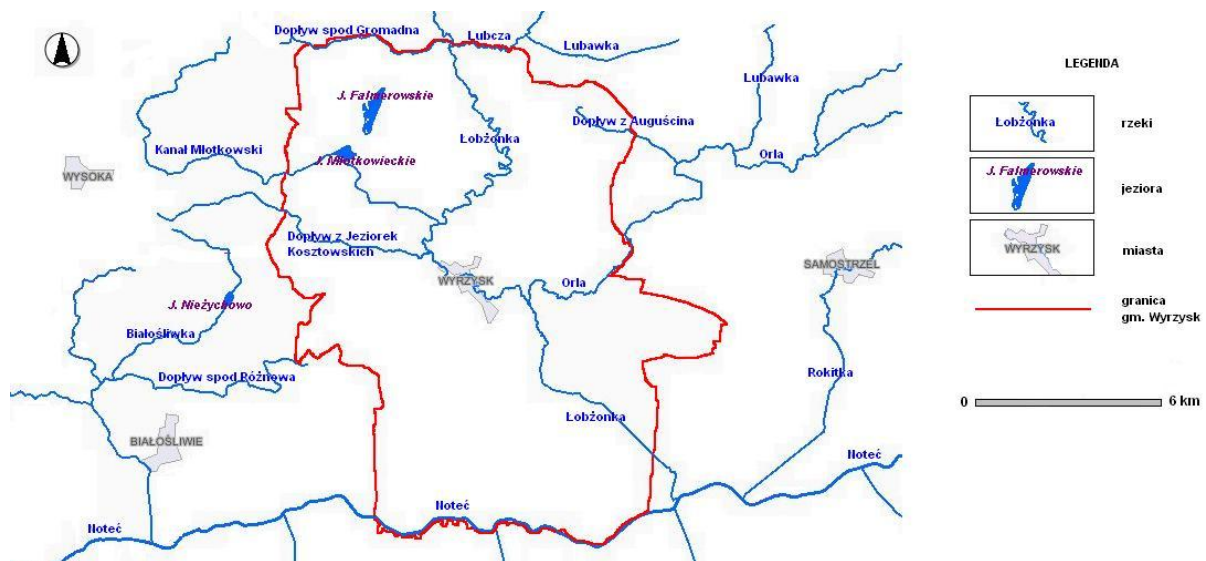 Dopływ spod Gromadna
Lubcza
Lubawka
Lubawka
J. Falmerowskie
Łobżonka
Dopływ z Auguścina
Kanał Młotkowski
J. Młotkowieckie
Orla
WYSOKA
Dopływ z Jeziorek
Kosztowskich
WYRZYSK
SAMOSTRZEL
Orla
J. Nieżychowo
Białośliwka
Dopływ spod Różnowa
Rokitka
Łobżonka
BIAŁOŚLIWIE
Noteć
Noteć
Noteć
LEGENDA
Łobżonka
rzeki
J. Falmerowskie
jeziora
WYRZYSK
miasta
granica
gm. Wyrzysk
0 6 km